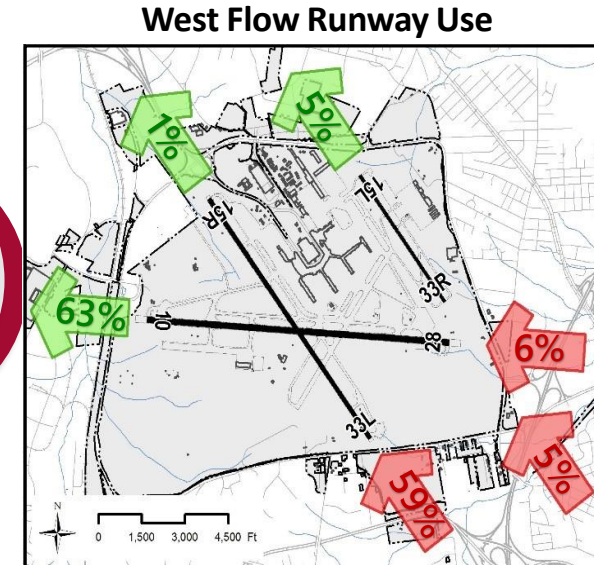 West Flow Runway Use
1%
5%
15R
15L
33R
63%
10
28
6%
33L
5%
59%
N
0 1,500 3,000 4,500 Ft